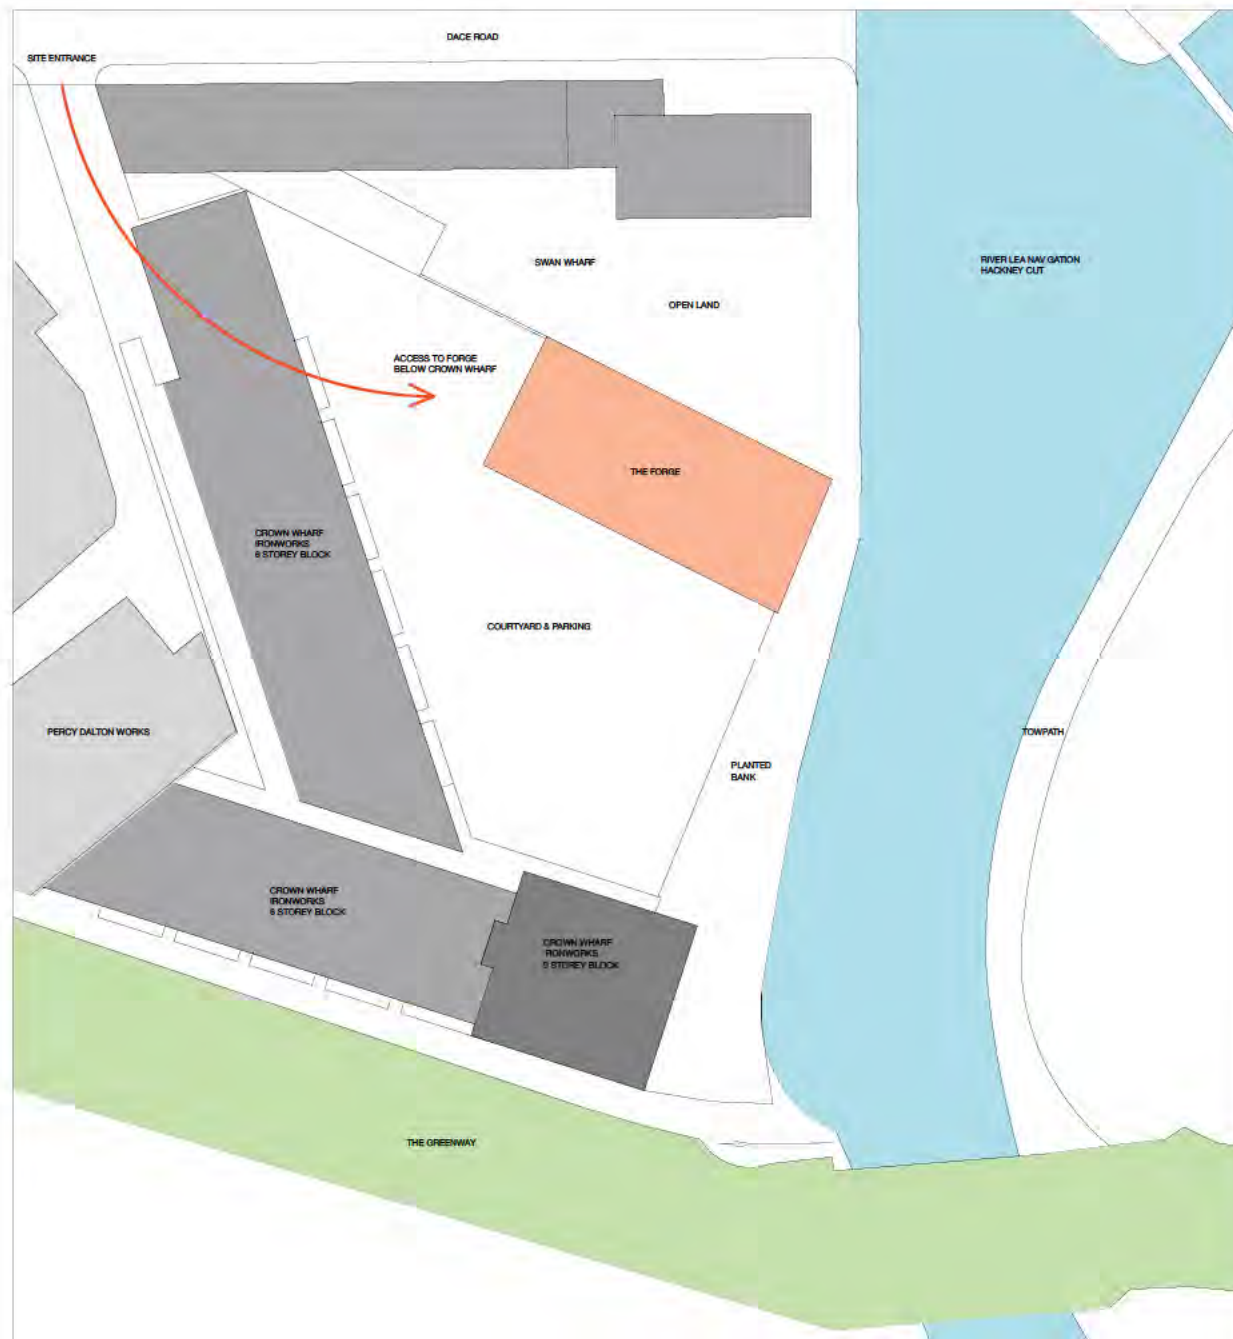 DACE ROAD
SITE ENTRANCE
SWAN WHARF
RIVER LEA NAVIGATION
HACKNEY CUT
OPEN LAND
ACCESS TO FORGE
BELOW CROWN WHARF
THE FORGE
CROWN WHARF
IRONWORKS
6 STOREY BLOCK
COURTYARD & PARKING
PERCY DALTON WORKS
TOWPATH
PLANTED
BANK
CROWN WHARF
IRONWORKS
6 STOREY BLOCK
CROWN WHARF
IRONWORKS
STOREY BLOCK
THE GREENWAY